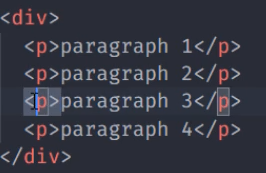 <div>
  <p>paragraph 1</p>
  <p>paragraph 2</p>
  <p>paragraph 3</p>
  <p>paragraph 4</p>
</div>